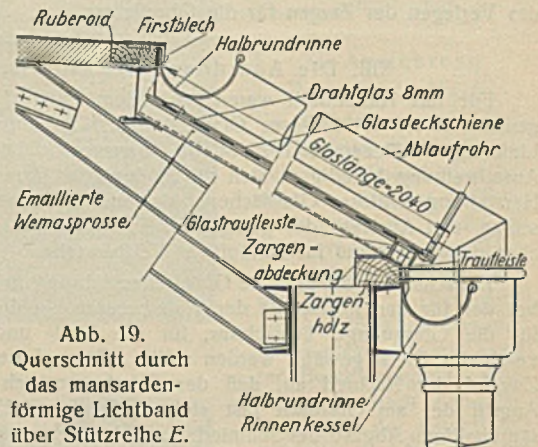 Ruberoid
Firstblech
Halbrundrinne
Drahtglas 8mm
Glasdeckschiene
Ablaufrohr
Glaslänge=2040
Emaillierte
Wemasprosse
Glastraufleiste
Zargen=
abdeckung
Traufleiste
Zargen
holz
Abb. 19.
Querschnitt durch
das mansarden-
förmige Lichtband
über Stützreihe E.
Halbrundrinne
Rinnenkessel